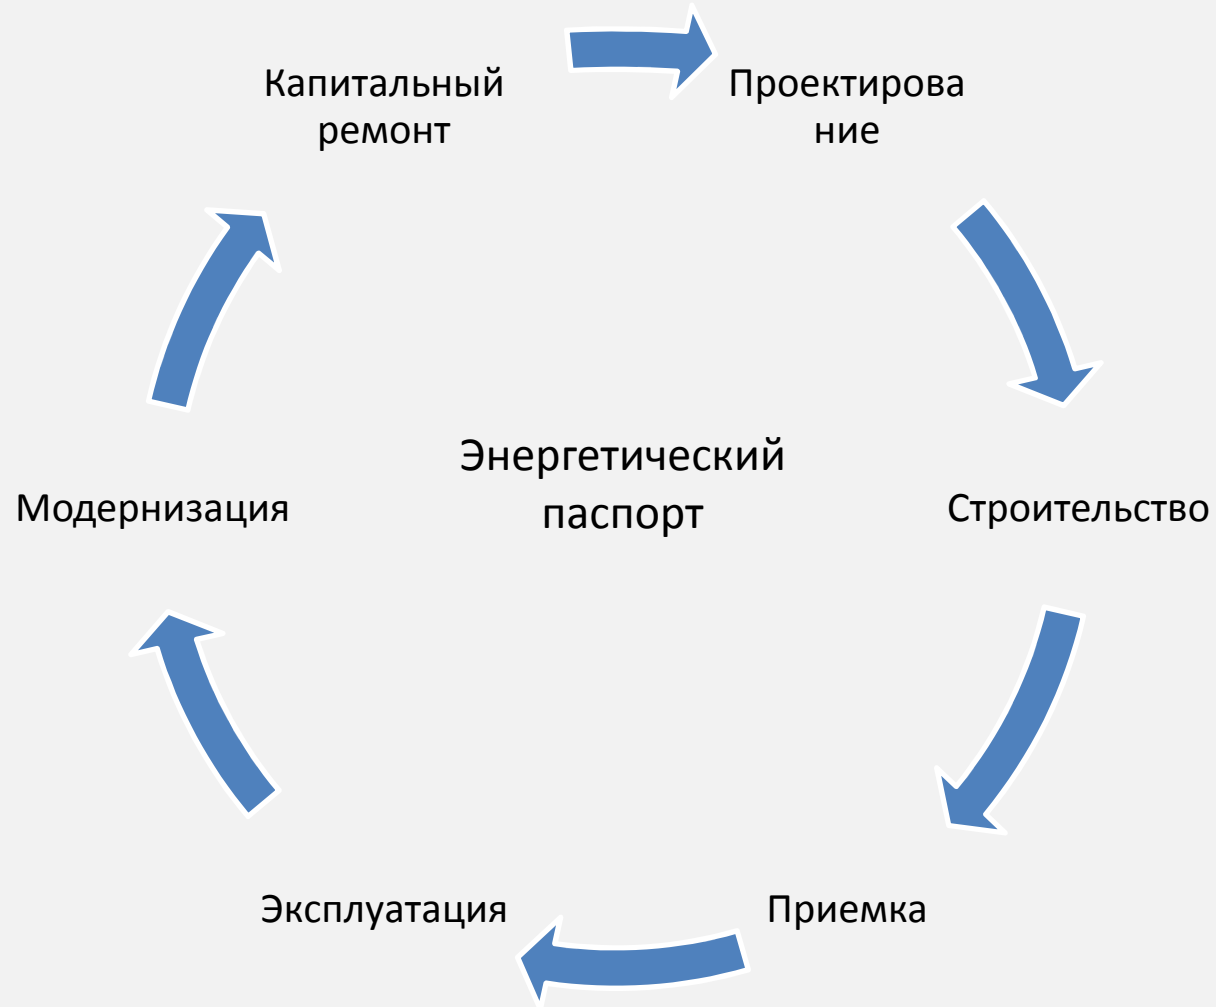 Капитальный
ремонт
Проектирова
ние
Энергетический
паспорт
Модернизация
Строительство
Эксплуатация
Приемка